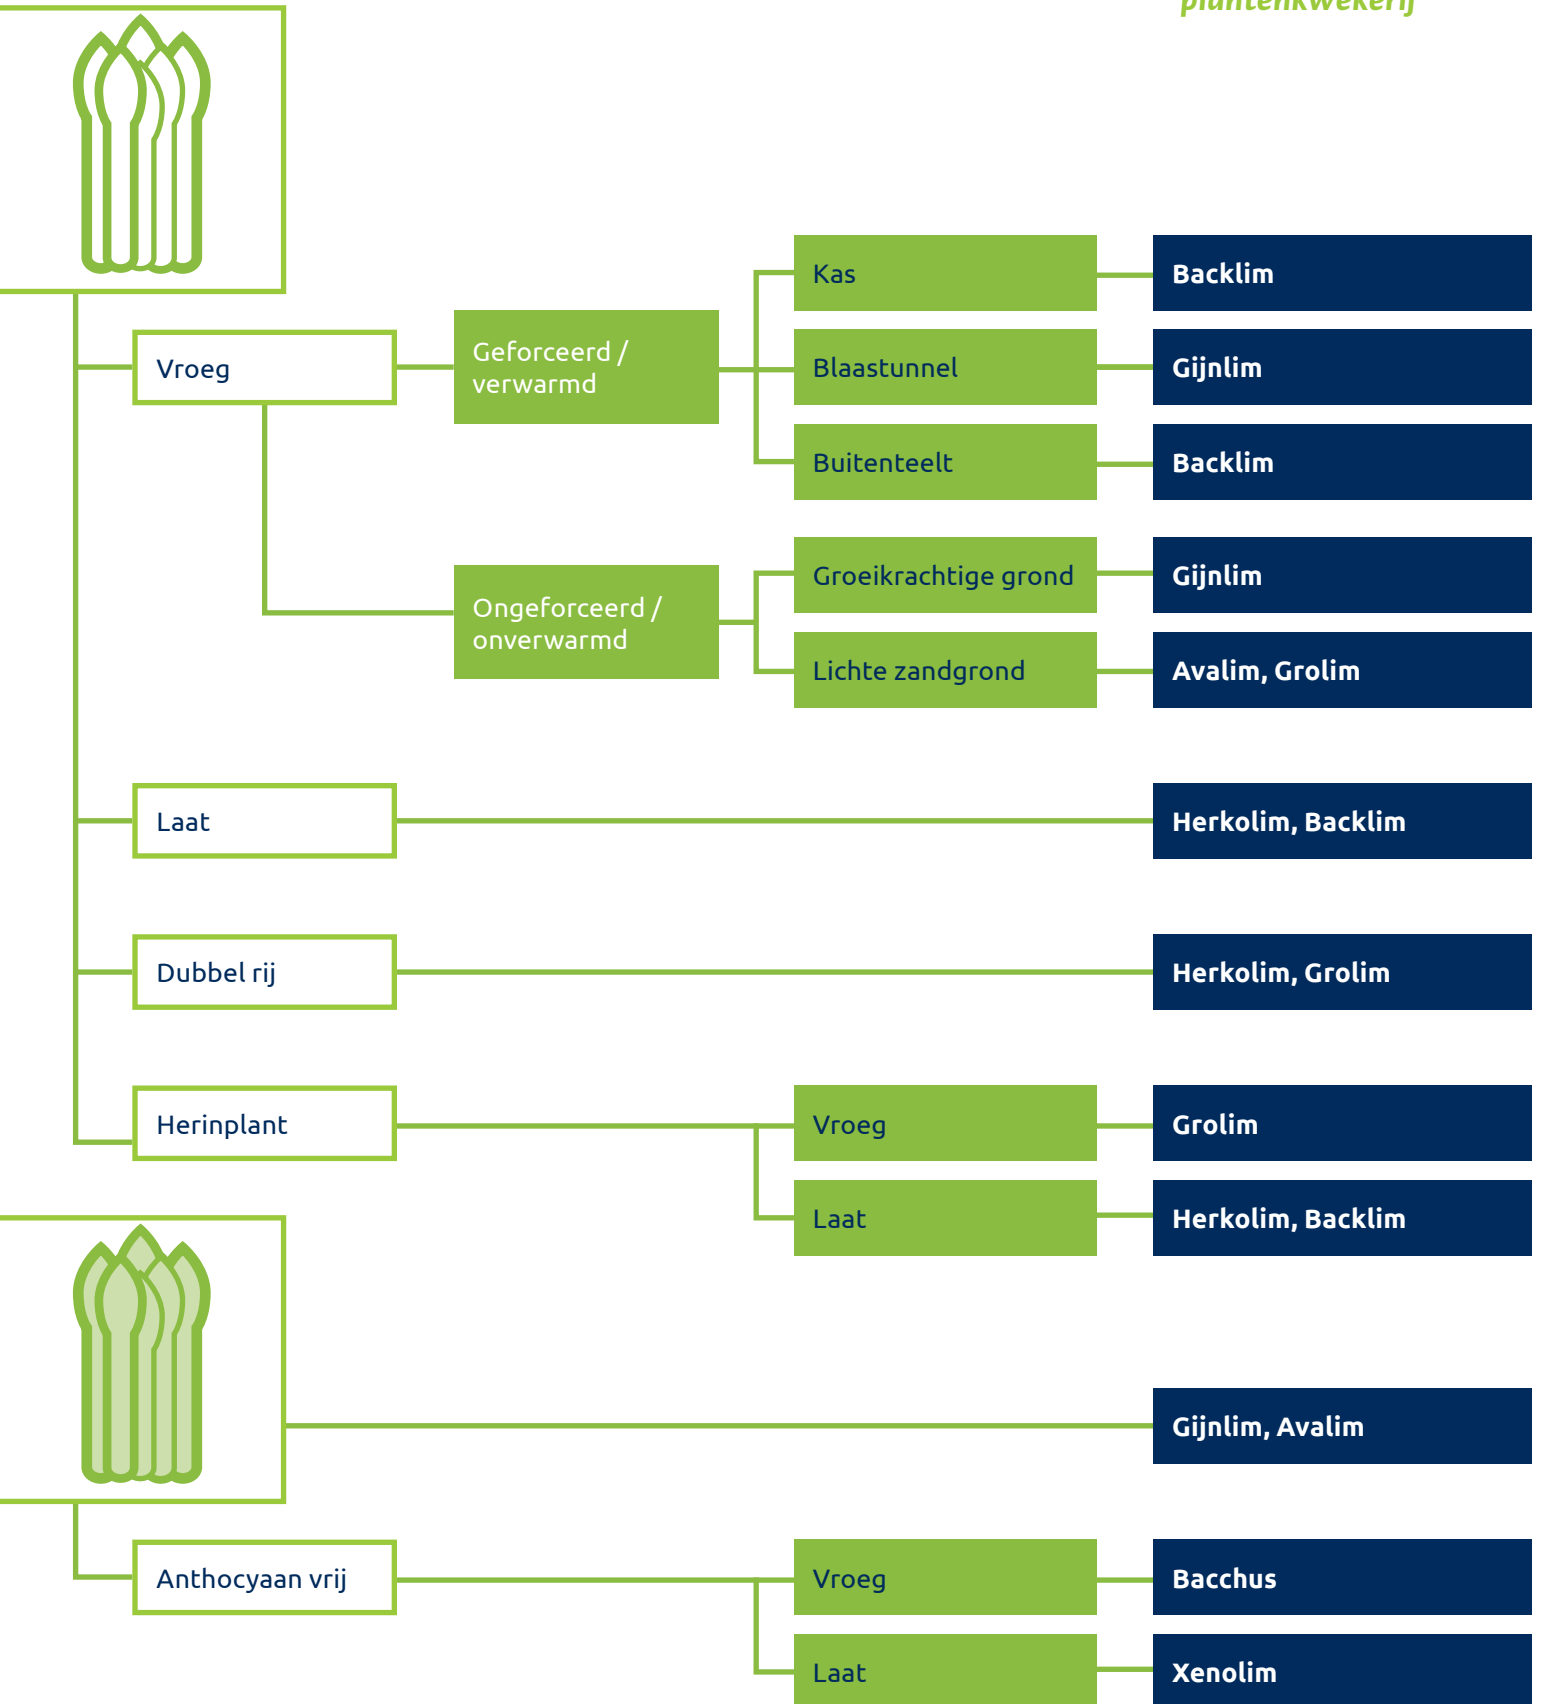 plantenkwekerij
Kas
Backlim
Vroeg
Geforceerd /
verwarmd
Blaastunnel
Gijnlim
Buitenteelt
Backlim
Groeikrachtige grond
Gijnlim
Ongeforceerd /
onverwarmd
Lichte zandgrond
Avalim, Grolim
Laat
Herkolim, Backlim
Dubbel rij
Herkolim, Grolim
Herinplant
Vroeg
Grolim
Laat
Herkolim, Backlim
Gijnlim, Avalim
Anthocyaan vrij
Vroeg
Bacchus
Laat
Xenolim